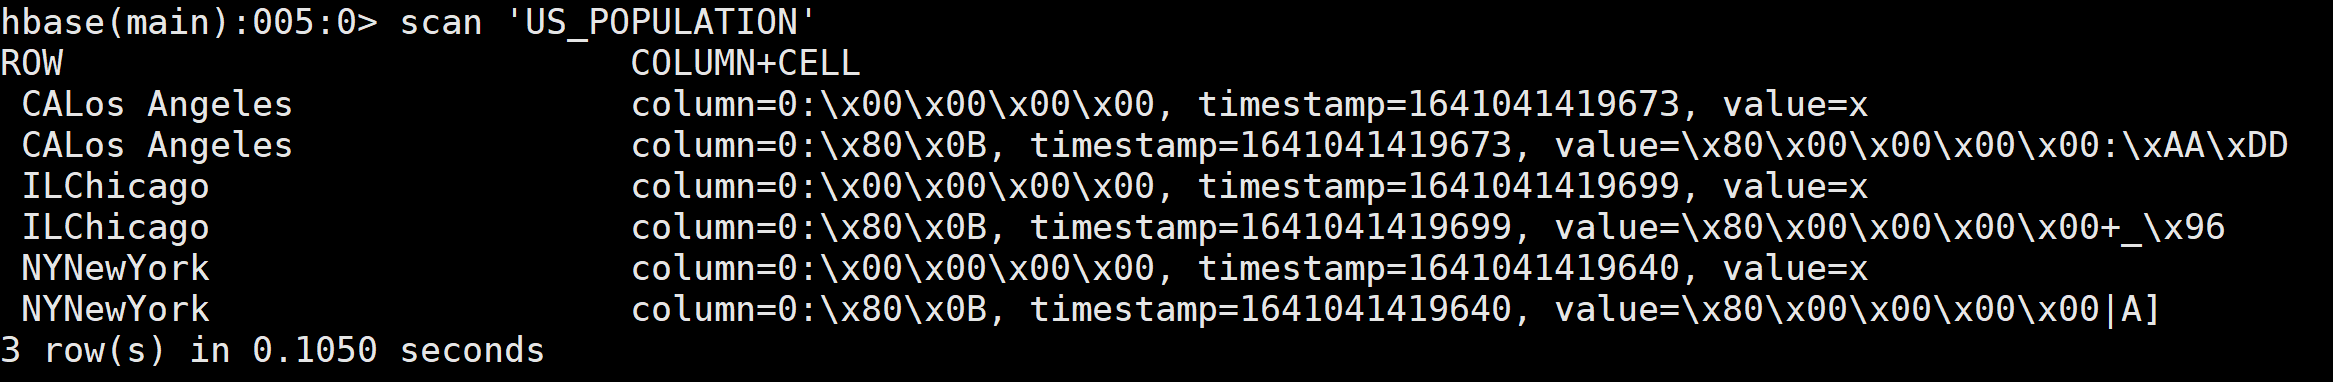 hbase(main):005:0> scan 'US_POPULATION'
ROW                           COLUMN+CELL
 CALos Angeles                column=0:\x00\x00\x00\x00, timestamp=1641041419673, value=x
 CALos Angeles                column=0:\x80\x0B, timestamp=1641041419673, value=\x80\x00\x00\x00\x00:\xAA\xDD
 ILChicago                    column=0:\x00\x00\x00\x00, timestamp=1641041419699, value=x
 ILChicago                    column=0:\x80\x0B, timestamp=1641041419699, value=\x80\x00\x00\x00\x00+_\x96
 NYNewYork                    column=0:\x00\x00\x00\x00, timestamp=1641041419640, value=x
 NYNewYork                    column=0:\x80\x0B, timestamp=1641041419640, value=\x80\x00\x00\x00\x00|A]
3 row(s) in 0.1050 seconds